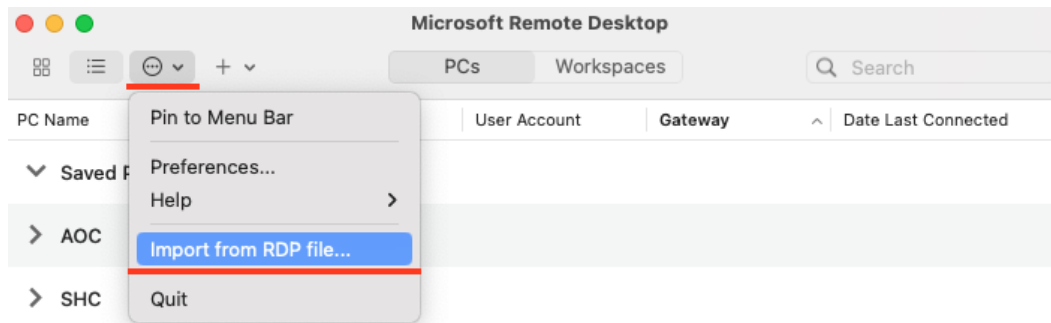 Microsoft Remote Desktop
PCs Workspaces Search
PC Name User Account Gateway Date Last Connected
Pin to Menu Bar
Saved
Preferences...
Help
AOC
Import from RDP file...
SHC
Quit